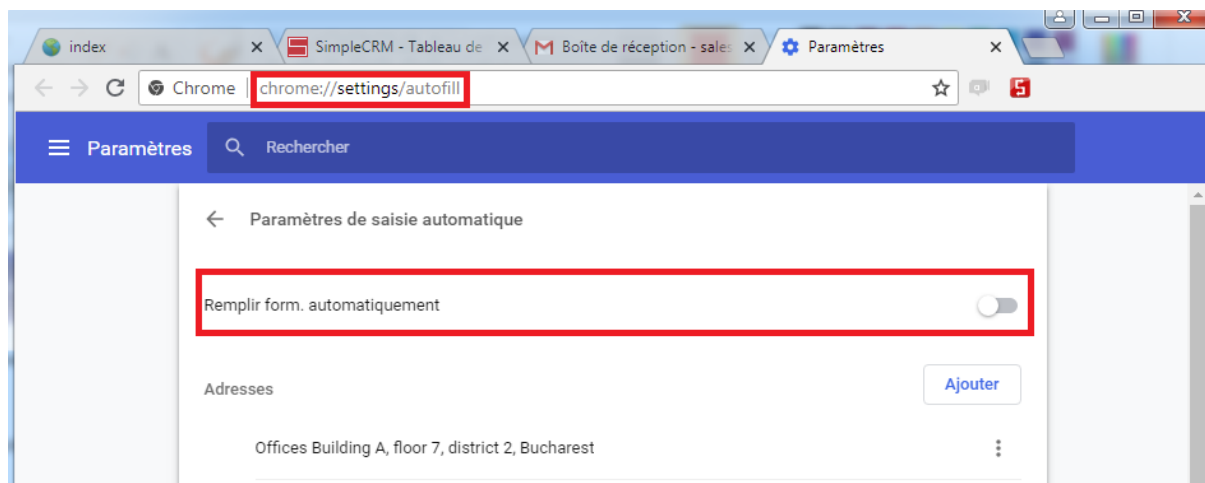 index
SimpleCRM - Tableau de
Boîte de réception - sales
Paramètres
Chrome chrome://settings/autofill
Paramètres
Rechercher
Paramètres de saisie automatique
Remplir form. automatiquement
Adresses
Ajouter
Offices Building A, floor 7, district 2, Bucharest